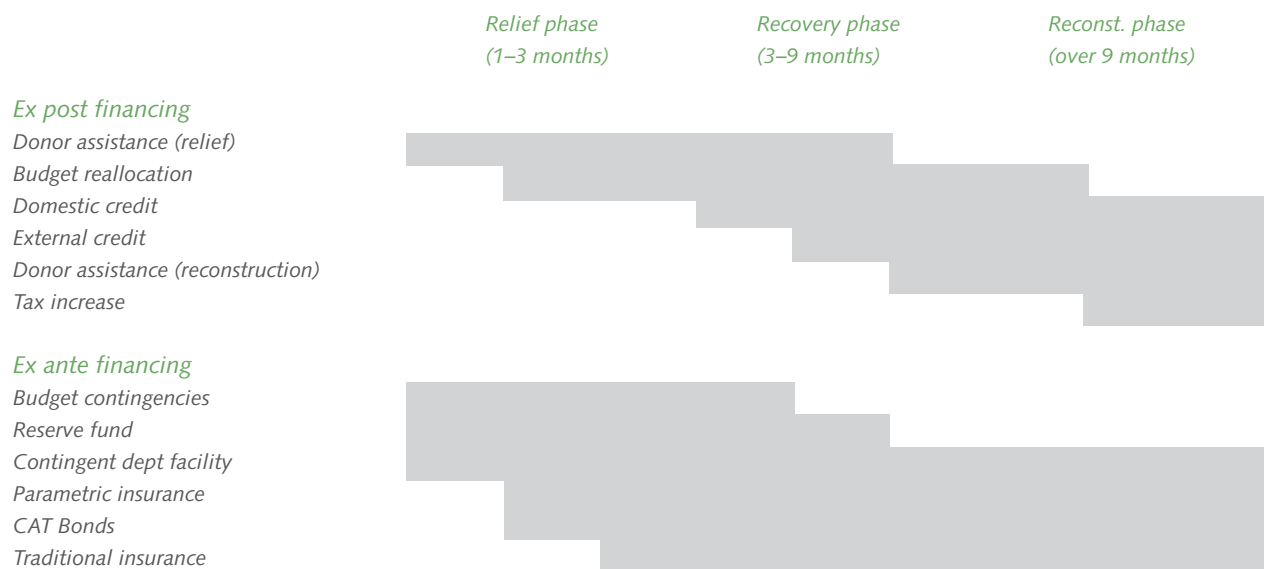 Relief phase
(1–3 months)
Recovery phase
(3–9 months)
Reconst. phase
(over 9 months)
Ex post financing
Donor assistance (relief)
Budget reallocation
Domestic credit
External credit
Donor assistance (reconstruction)
Tax increase
Ex ante financing
Budget contingencies
Reserve fund
Contingent dept facility
Parametric insurance
CAT Bonds
Traditional insurance